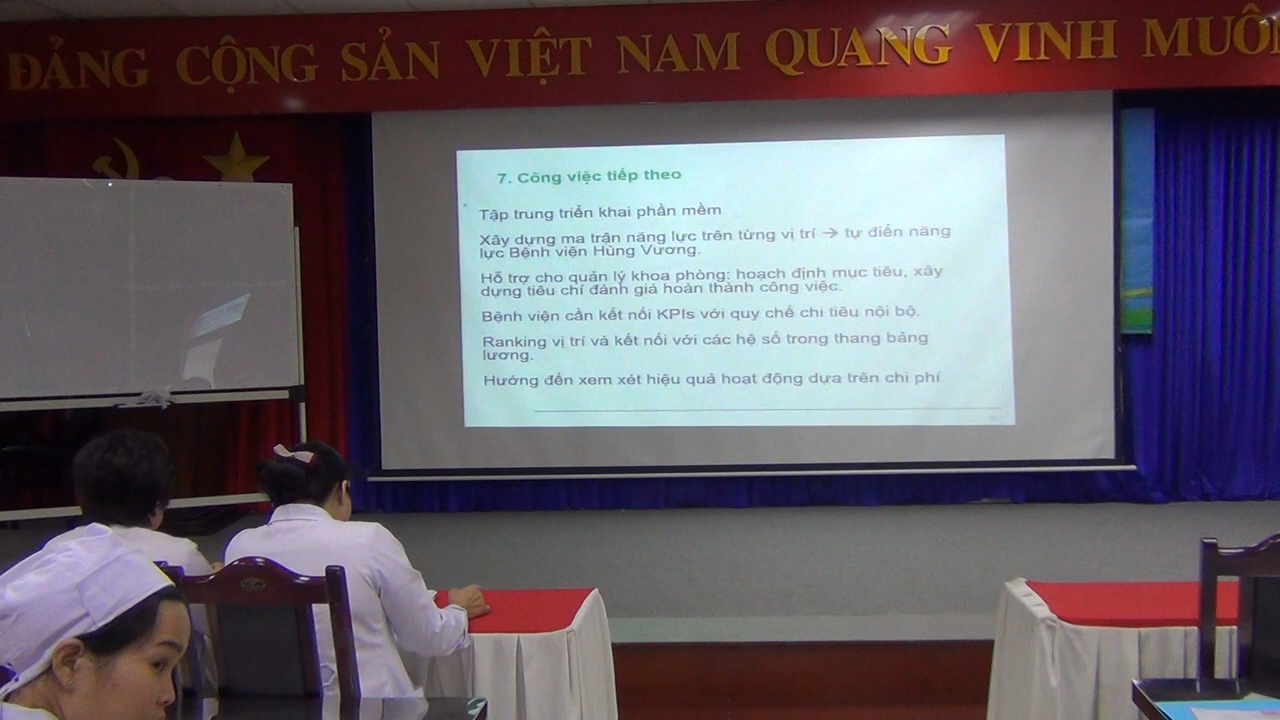 ĐẢNG CỘNG SẢN VIỆT NAM QUANG VINH MUÔ
7. Công việc tiếp theo
Tập trung triển khai phần mềm
Xây dựng ma trận năng lực trên từng vị trí → tự điển năng
lực Bệnh viện Hùng Vương.
Hỗ trợ cho quản lý khoa phòng: hoạch định mục tiêu, xây
dựng tiêu chí đánh giá hoàn thành công việc.
Bệnh viện cần kết nối KPIs với quy chế chi tiêu nội bộ.
Ranking vị trí và kết nối với các hệ số trong thang bảng
lương.
Hướng đến xem xét hiệu quả hoạt động dựa trên chi phí